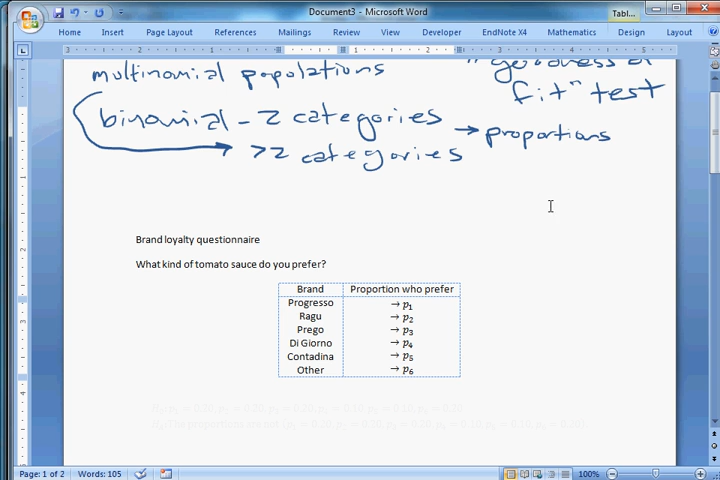 Document3 - Microsoft Word
Tabl...
Home Insert Page Layout References Mailings Review View Developer EndNote X4 Mathematics Design Layout
multinomial populations
"goodness of
fit" test
binomial - 2 categories
→ proportions
>2 categories
Brand loyalty questionnaire
What kind of tomato sauce do you prefer?
Brand Proportion who prefer
Progresso → p₁
Ragu → p₂
Prego → p₃
Di Giorno → p₄
Contadina → p₅
Other → p₆
Page: 1 of 2 Words: 105 100%